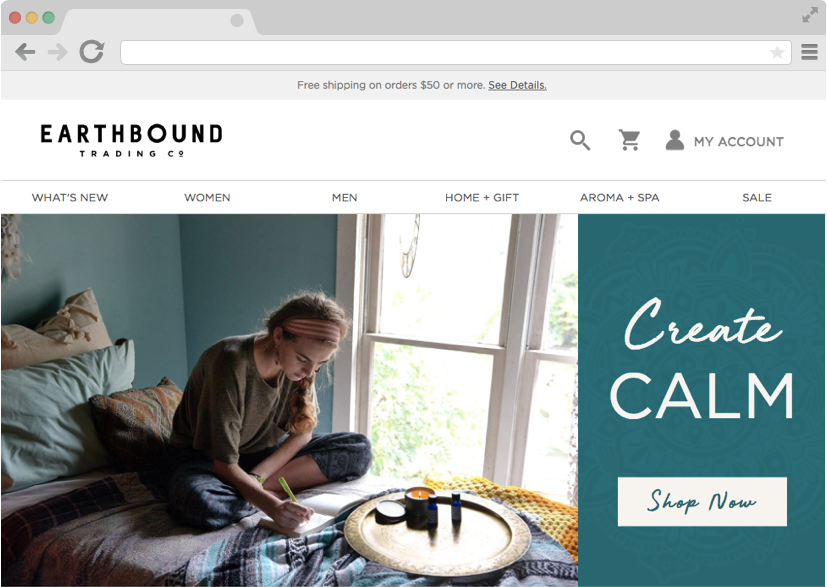 Free shipping on orders $50 or more. See Details.
EARTHBOUND
TRADING Co
MY ACCOUNT
WHAT'S NEW WOMEN MEN HOME + GIFT AROMA + SPA SALE
Create
CALM
Shop Now